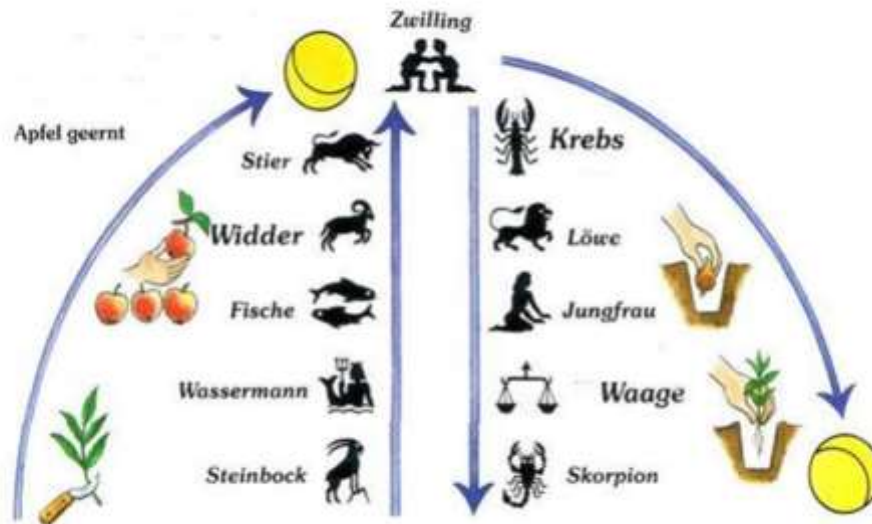 Zwilling
Apfel geernt
Stier
Widder
Fische
Wassermann
Steinbock
Krebs
Löwe
Jungfrau
Waage
Skorpion